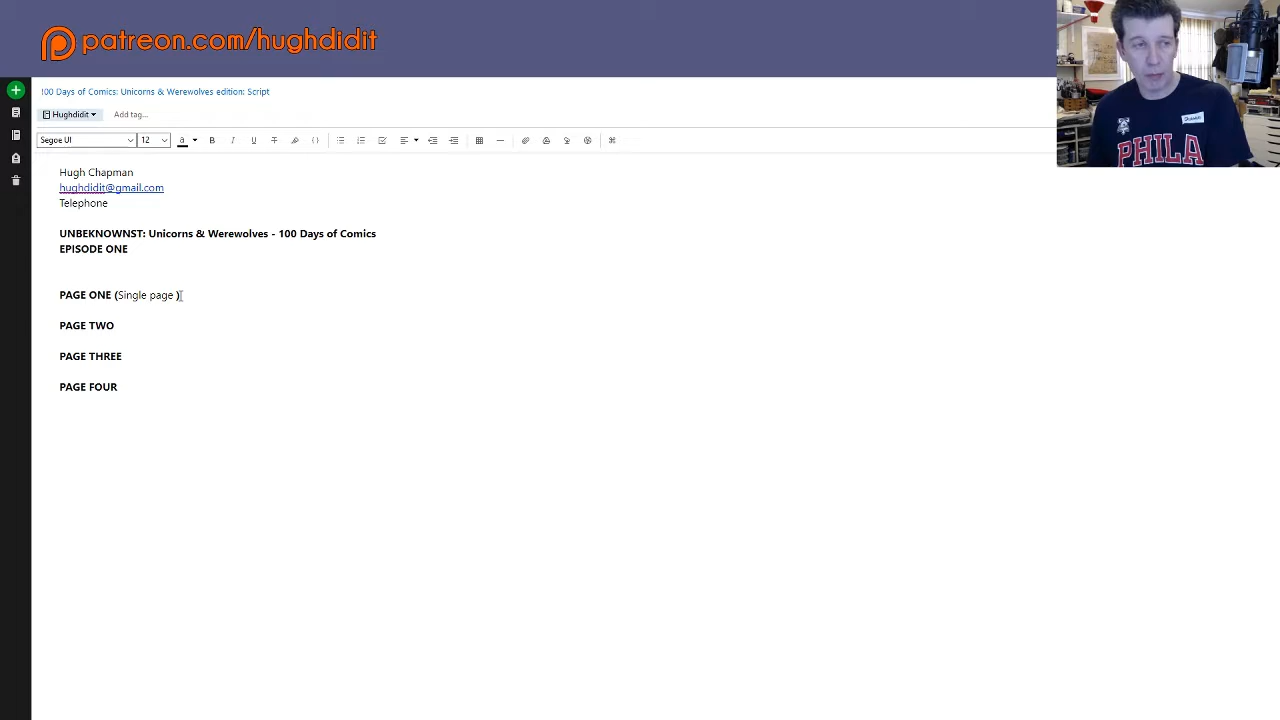 patreon.com/hughdidit
100 Days of Comics: Unicorns & Werewolves edition: Script
Hughdidit
Add tag...
Segoe UI
12
a
B
I
U
T
Hugh Chapman
hughdidit@gmail.com
Telephone
UNBEKNOWNST: Unicorns & Werewolves - 100 Days of Comics
EPISODE ONE
PAGE ONE (Single page )
PAGE TWO
PAGE THREE
PAGE FOUR
PHILA